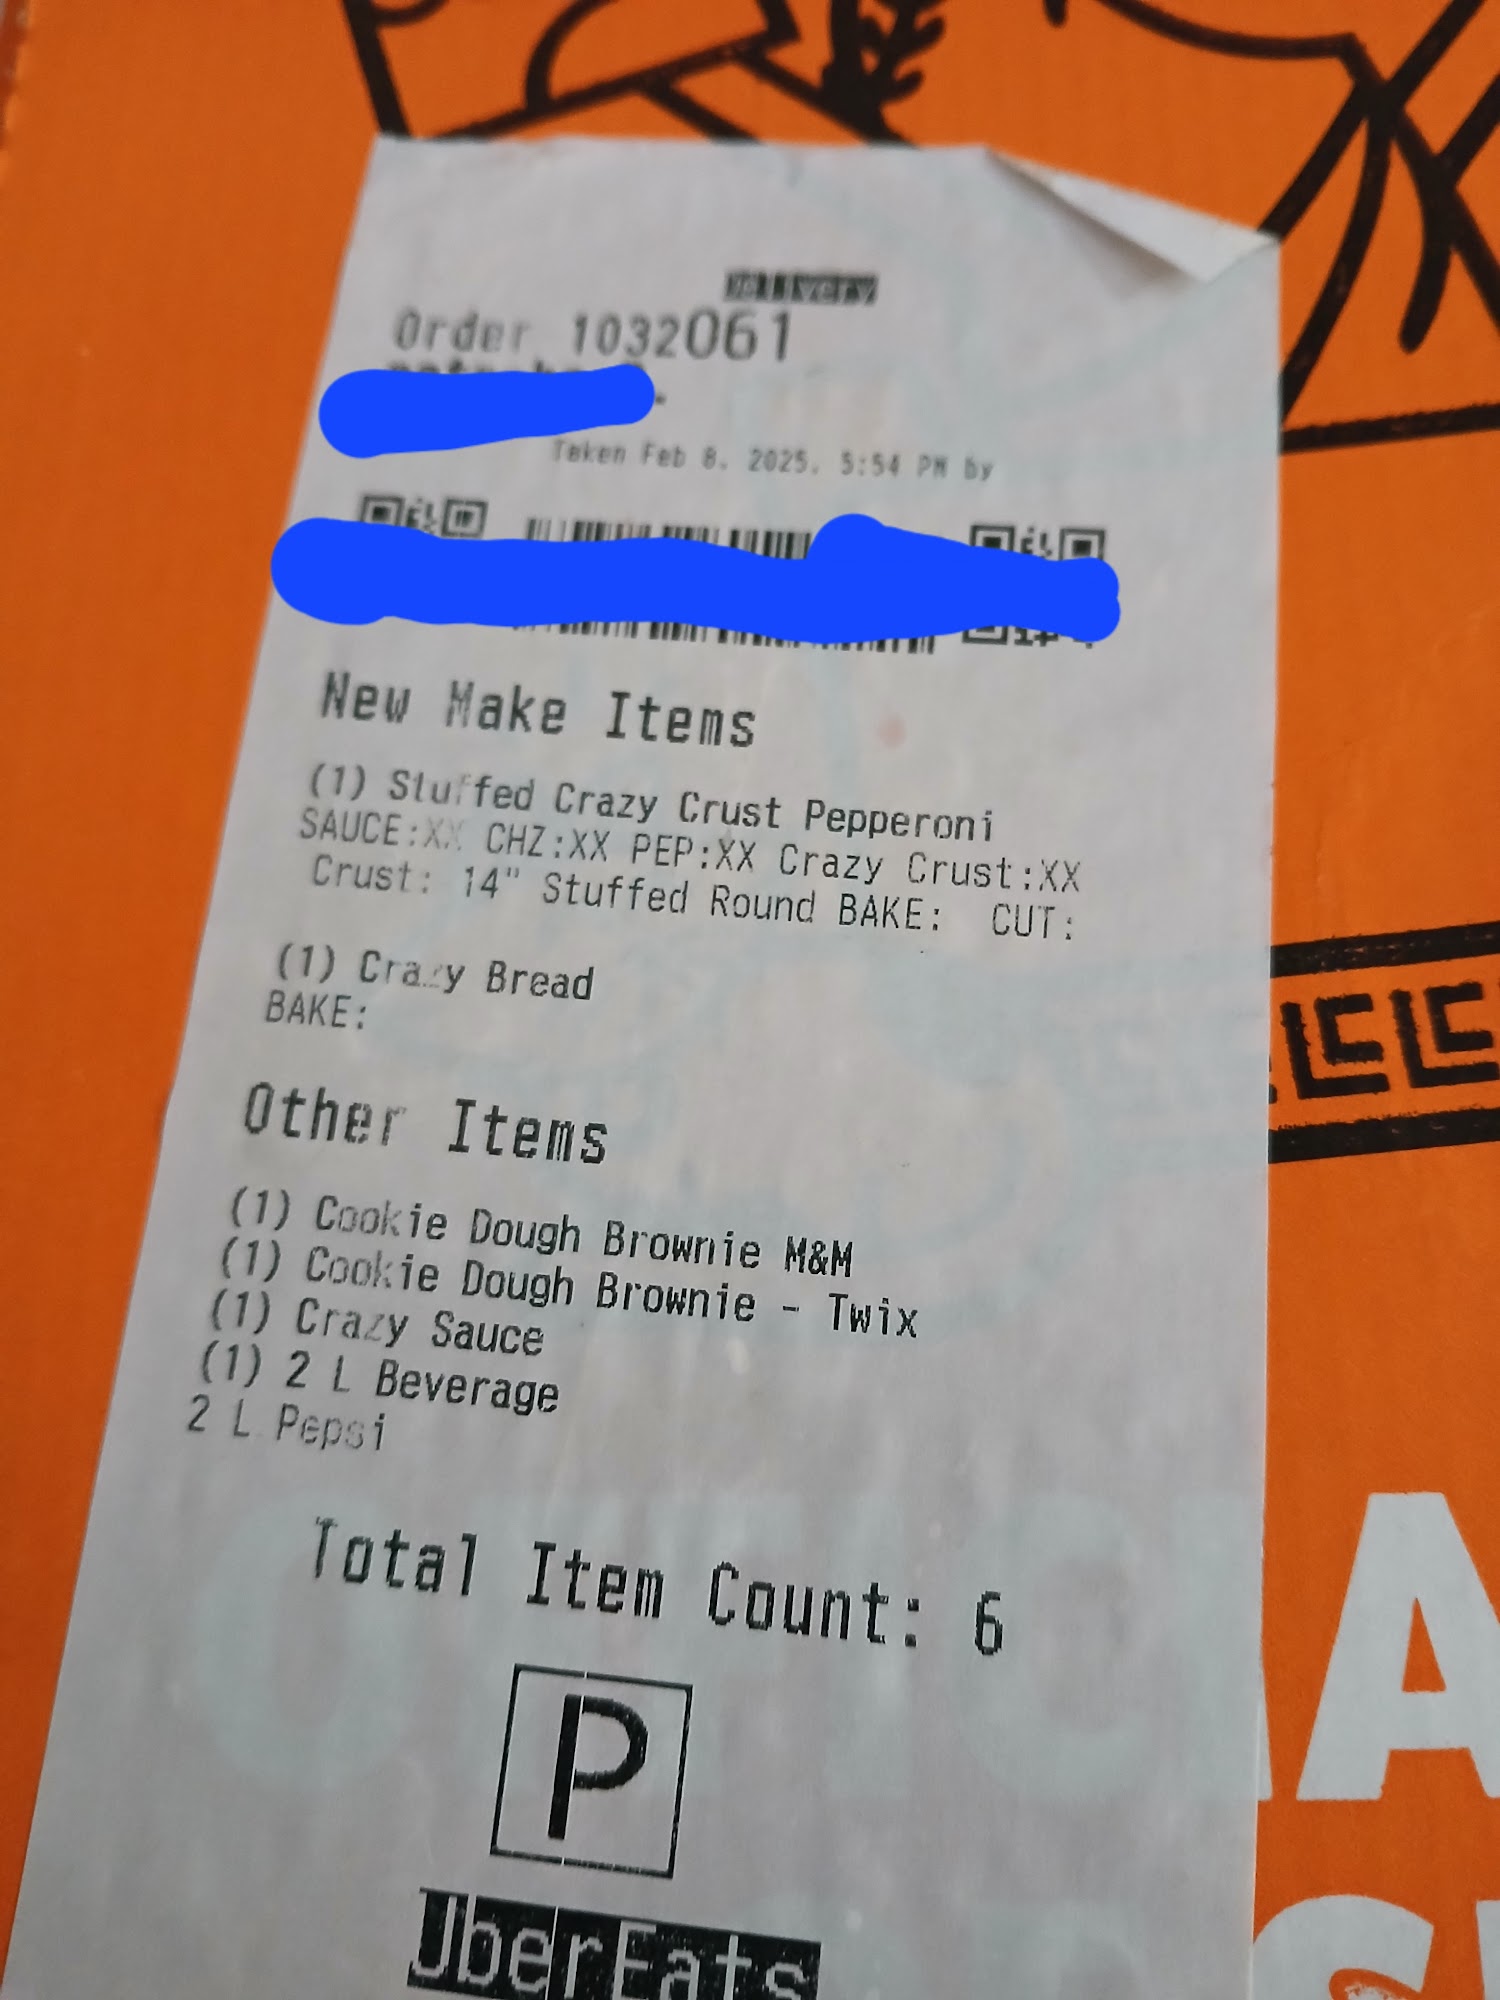 Delivery
Order 1032061
Taken Feb 8, 2025, 5:54 PM by
New Make Items
(1) Stuffed Crazy Crust Pepperoni
SAUCE:XX CHZ:XX PEP:XX Crazy Crust:XX
Crust: 14" Stuffed Round BAKE: CUT:
(1) Crazy Bread
BAKE:
Other Items
(1) Cookie Dough Brownie M&M
(1) Cookie Dough Brownie - Twix
(1) Crazy Sauce
(1) 2 L Beverage
2 L Pepsi
Total Item Count: 6
P
UberEats